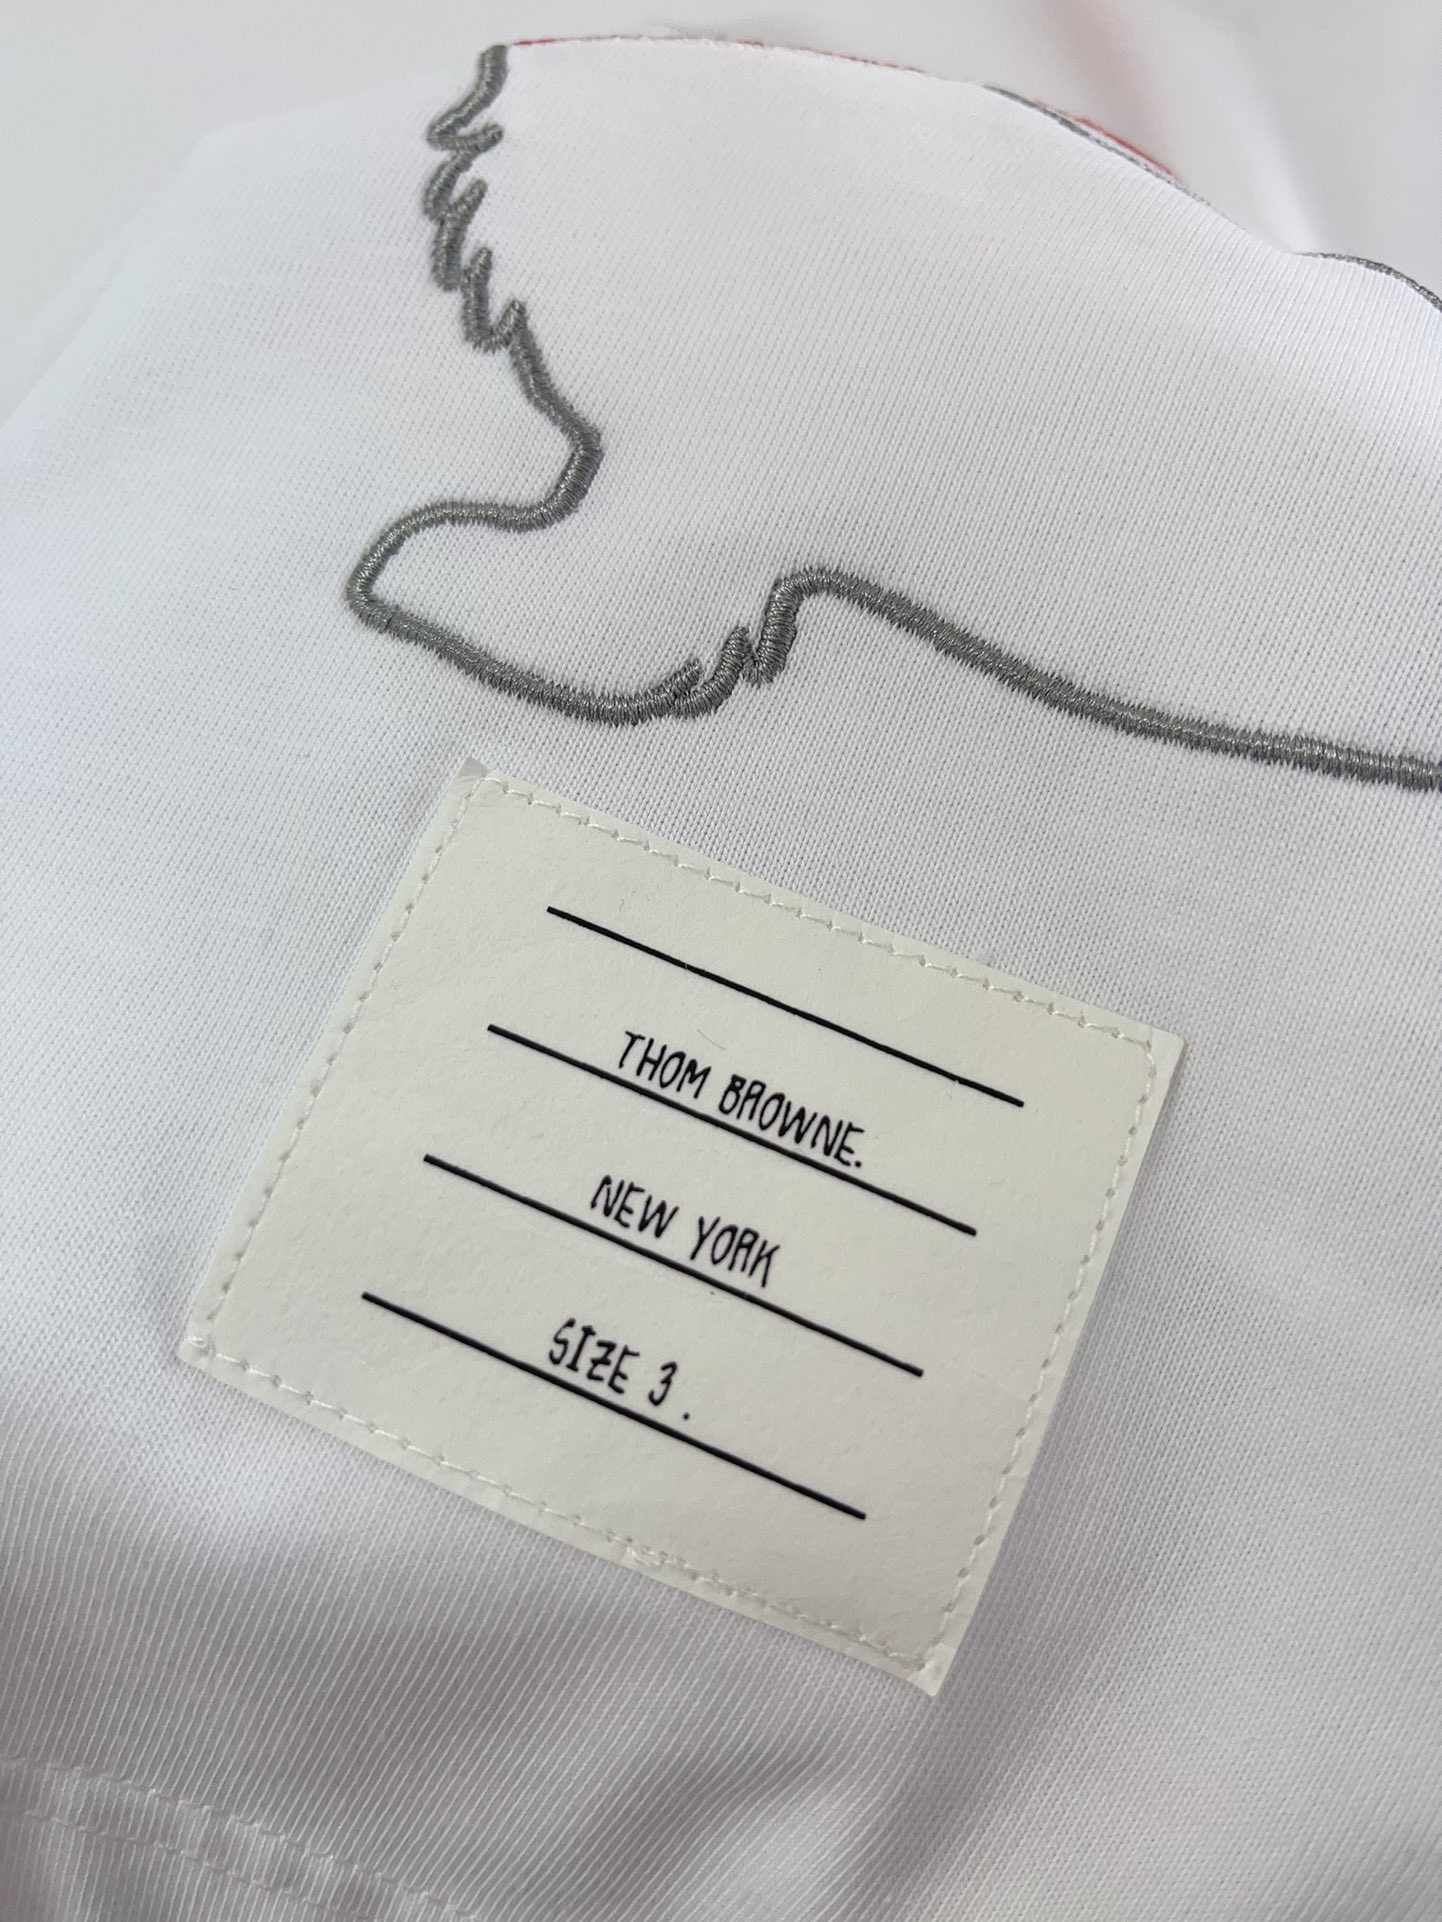 THOM BROWNE.
NEW YORK
SIZE 3.